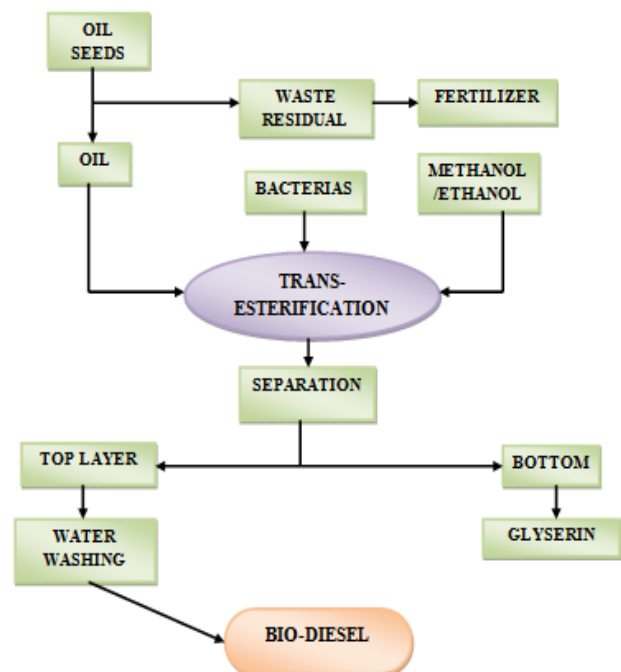 OIL
SEEDS
WASTE
RESIDUAL
FERTILIZER
OIL
BACTERIAS
METHANOL
/ETHANOL
TRANS-
ESTERIFICATION
SEPARATION
TOP LAYER
BOTTOM
WATER
WASHING
GLYSERIN
BIO-DIESEL